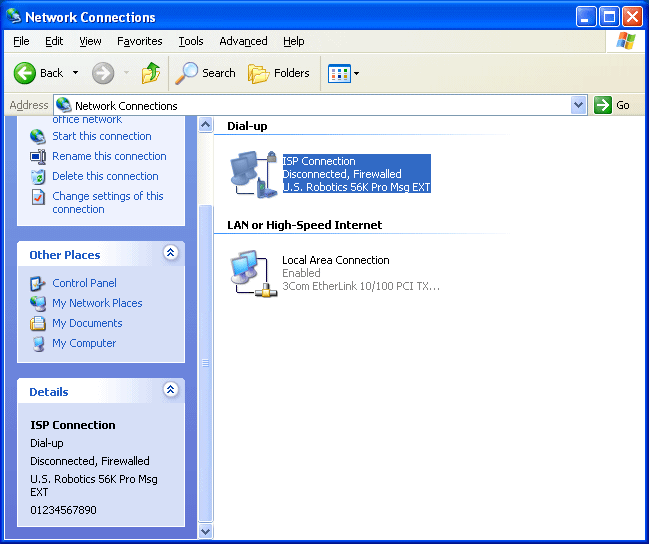 Network Connections
File Edit View Favorites Tools Advanced Help
Back Search Folders
Address Network Connections Go
office network
Start this connection
Rename this connection
Delete this connection
Change settings of this
connection
Other Places
Control Panel
My Network Places
My Documents
My Computer
Details
ISP Connection
Dial-up
Disconnected, Firewalled
U.S. Robotics 56K Pro Msg
EXT
01234567890
Dial-up
ISP Connection
Disconnected, Firewalled
U.S. Robotics 56K Pro Msg EXT
LAN or High-Speed Internet
Local Area Connection
Enabled
3Com EtherLink 10/100 PCI TX...